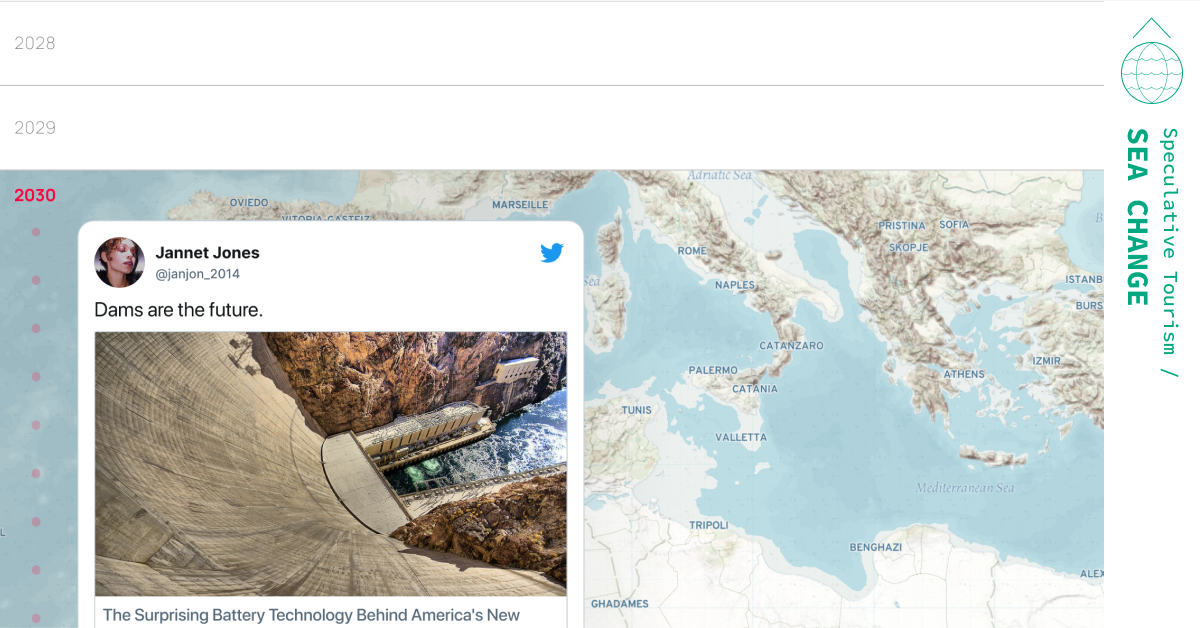 2028
2029
2030
Jannet Jones
@janjon_2014
Dams are the future.
The Surprising Battery Technology Behind America's New
OVIEDO
VITORIA-GASTEIZ
MARSEILLE
Adriatic Sea
PRISTINA
SOFIA
SKOPJE
ROME
NAPLES
Sea
ISTANB
BURS
CATANZARO
PALERMO
CATANIA
IZMIR
ATHENS
TUNIS
VALLETTA
Mediterranean Sea
TRIPOLI
BENGHAZI
ALEX
GHADAMES
B
L
Speculative Tourism /
SEA CHANGE